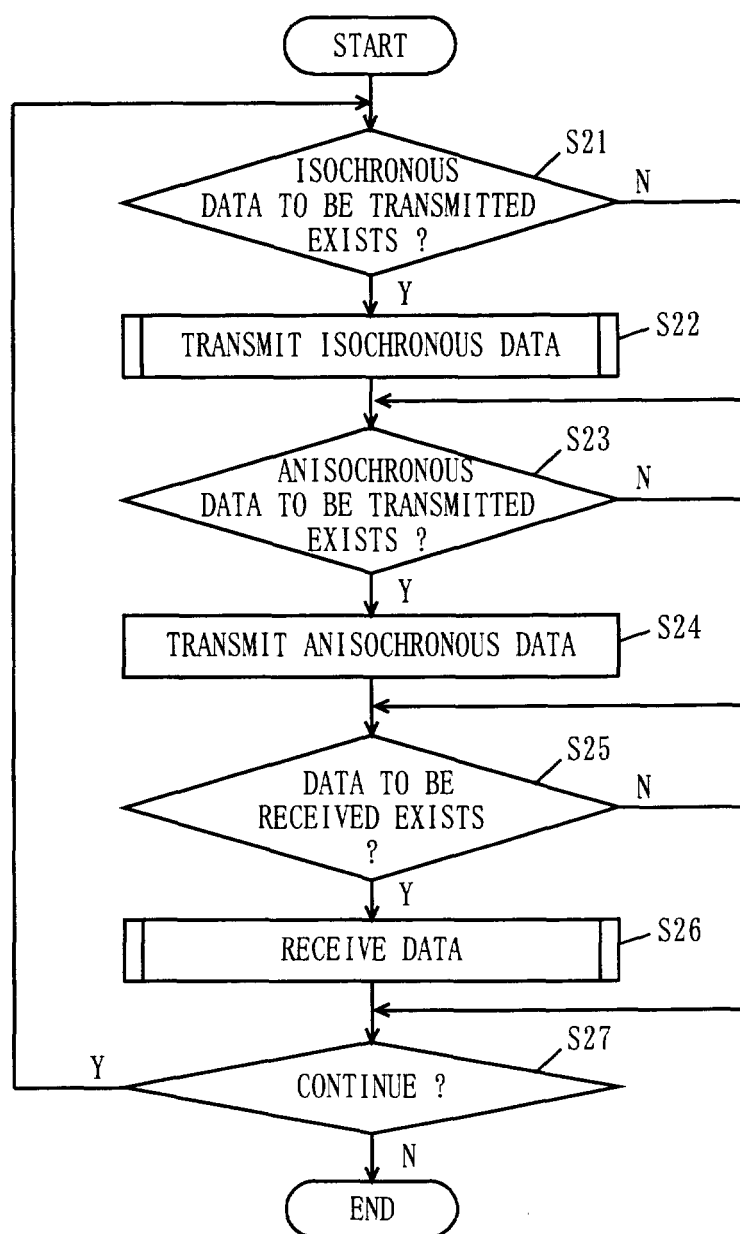 START
S21
ISOCHRONOUS
DATA TO BE TRANSMITTED
EXISTS ?
N
Y
TRANSMIT ISOCHRONOUS DATA
S22
S23
ANISOCHRONOUS
DATA TO BE TRANSMITTED
EXISTS ?
N
Y
TRANSMIT ANISOCHRONOUS DATA
S24
S25
DATA TO BE
RECEIVED EXISTS
?
N
Y
RECEIVE DATA
S26
S27
Y
CONTINUE ?
N
END